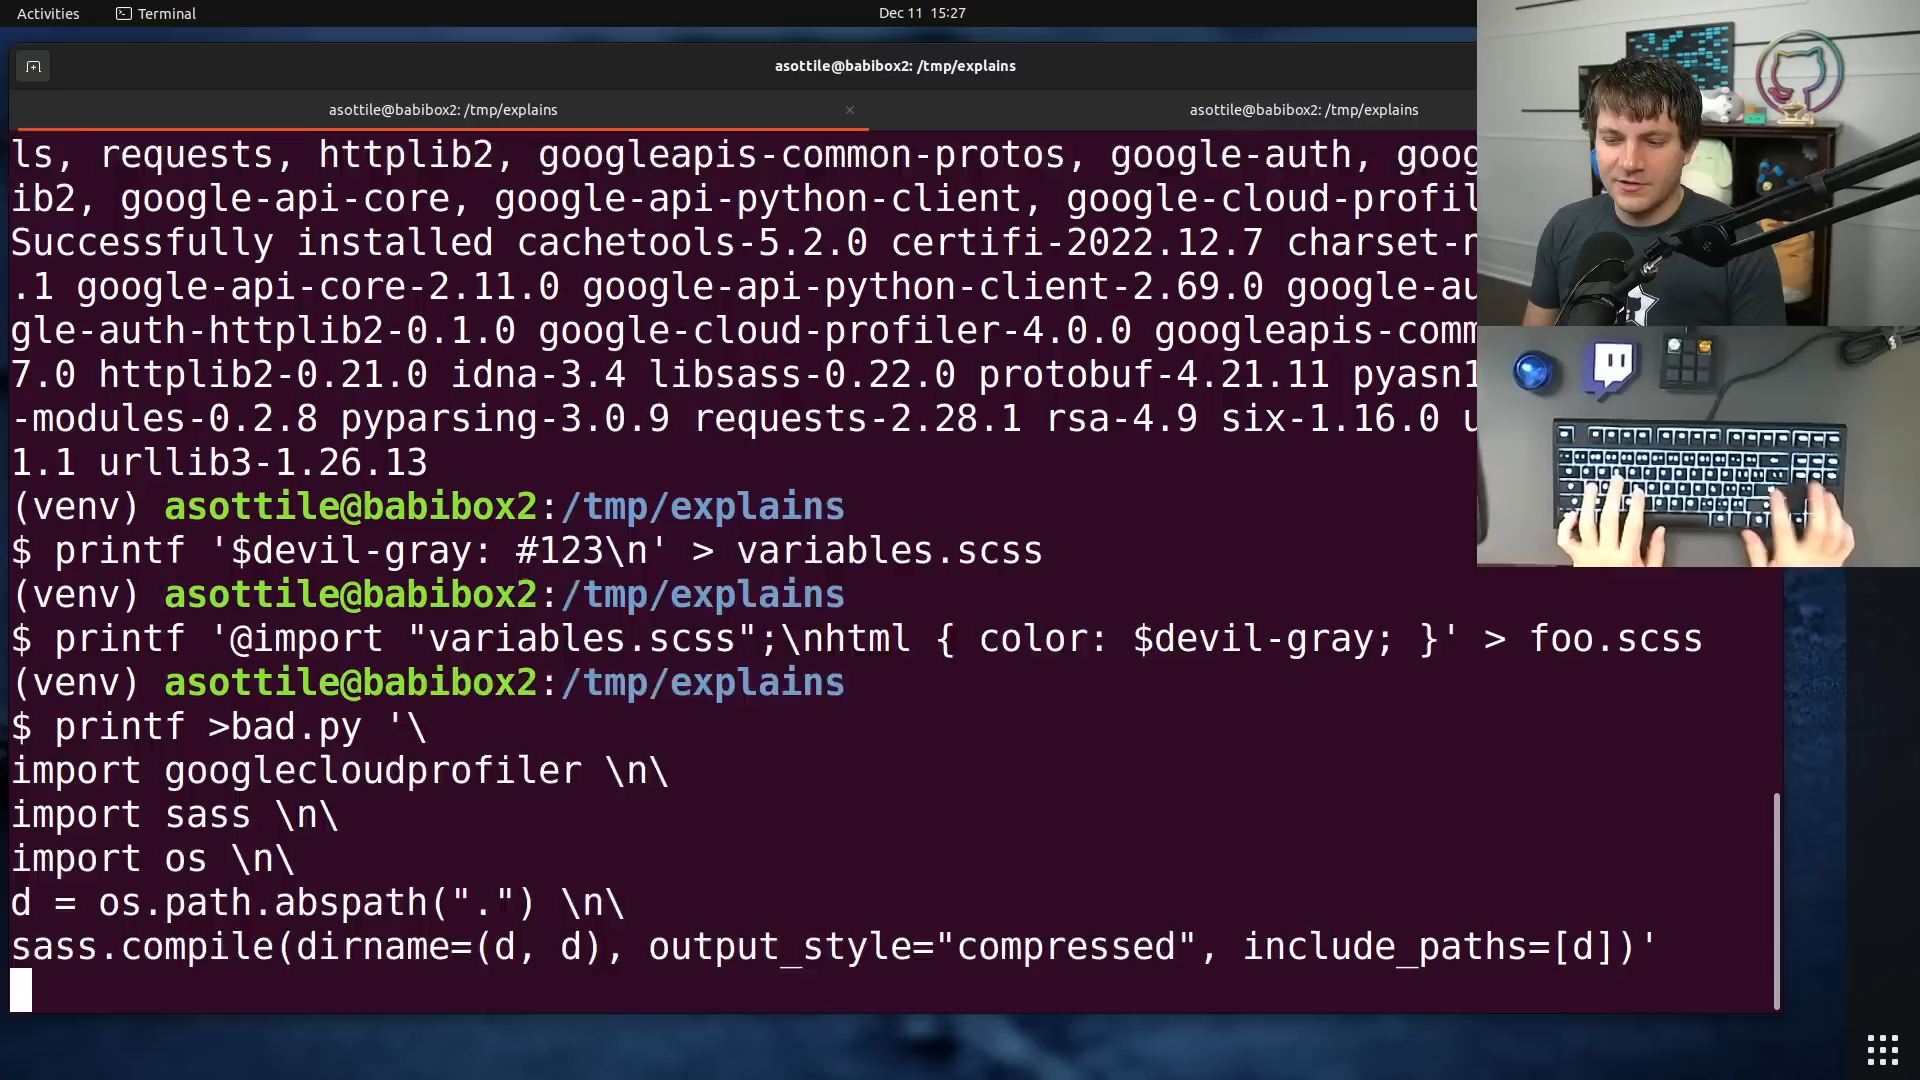 Activities
Terminal
Dec 11 15:27
asottile@babibox2: /tmp/explains
asottile@babibox2: /tmp/explains
asottile@babibox2: /tmp/explains
ls, requests, httplib2, googleapis-common-protos, google-auth, goog
ib2, google-api-core, google-api-python-client, google-cloud-profil
Successfully installed cachetools-5.2.0 certifi-2022.12.7 charset-
.1 google-api-core-2.11.0 google-api-python-client-2.69.0 google-au
gle-auth-httplib2-0.1.0 google-cloud-profiler-4.0.0 googleapis-comm
7.0 httplib2-0.21.0 idna-3.4 libsass-0.22.0 protobuf-4.21.11 pyasn1
-modules-0.2.8 pyparsing-3.0.9 requests-2.28.1 rsa-4.9 six-1.16.0 u
1.1 urllib3-1.26.13
(venv) asottile@babibox2:/tmp/explains
$ printf '$devil-gray: #123\n' > variables.scss
(venv) asottile@babibox2:/tmp/explains
$ printf '@import "variables.scss";\nhtml { color: $devil-gray; }' > foo.scss
(venv) asottile@babibox2:/tmp/explains
$ printf >bad.py '\
import googlecloudprofiler \n\
import sass \n\
import os \n\
d = os.path.abspath(".") \n\
sass.compile(dirname=(d, d), output_style="compressed", include_paths=[d])'